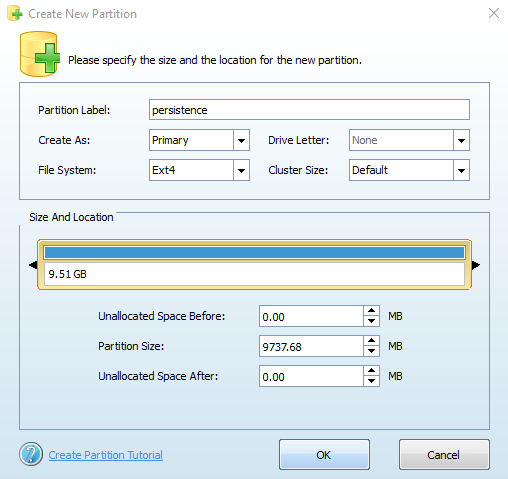 Create New Partition
Please specify the size and the location for the new partition.
Partition Label: persistence
Create As: Primary Drive Letter: None
File System: Ext4 Cluster Size: Default
Size And Location
9.51 GB
Unallocated Space Before: 0.00 MB
Partition Size: 9737.68 MB
Unallocated Space After: 0.00 MB
? Create Partition Tutorial OK Cancel